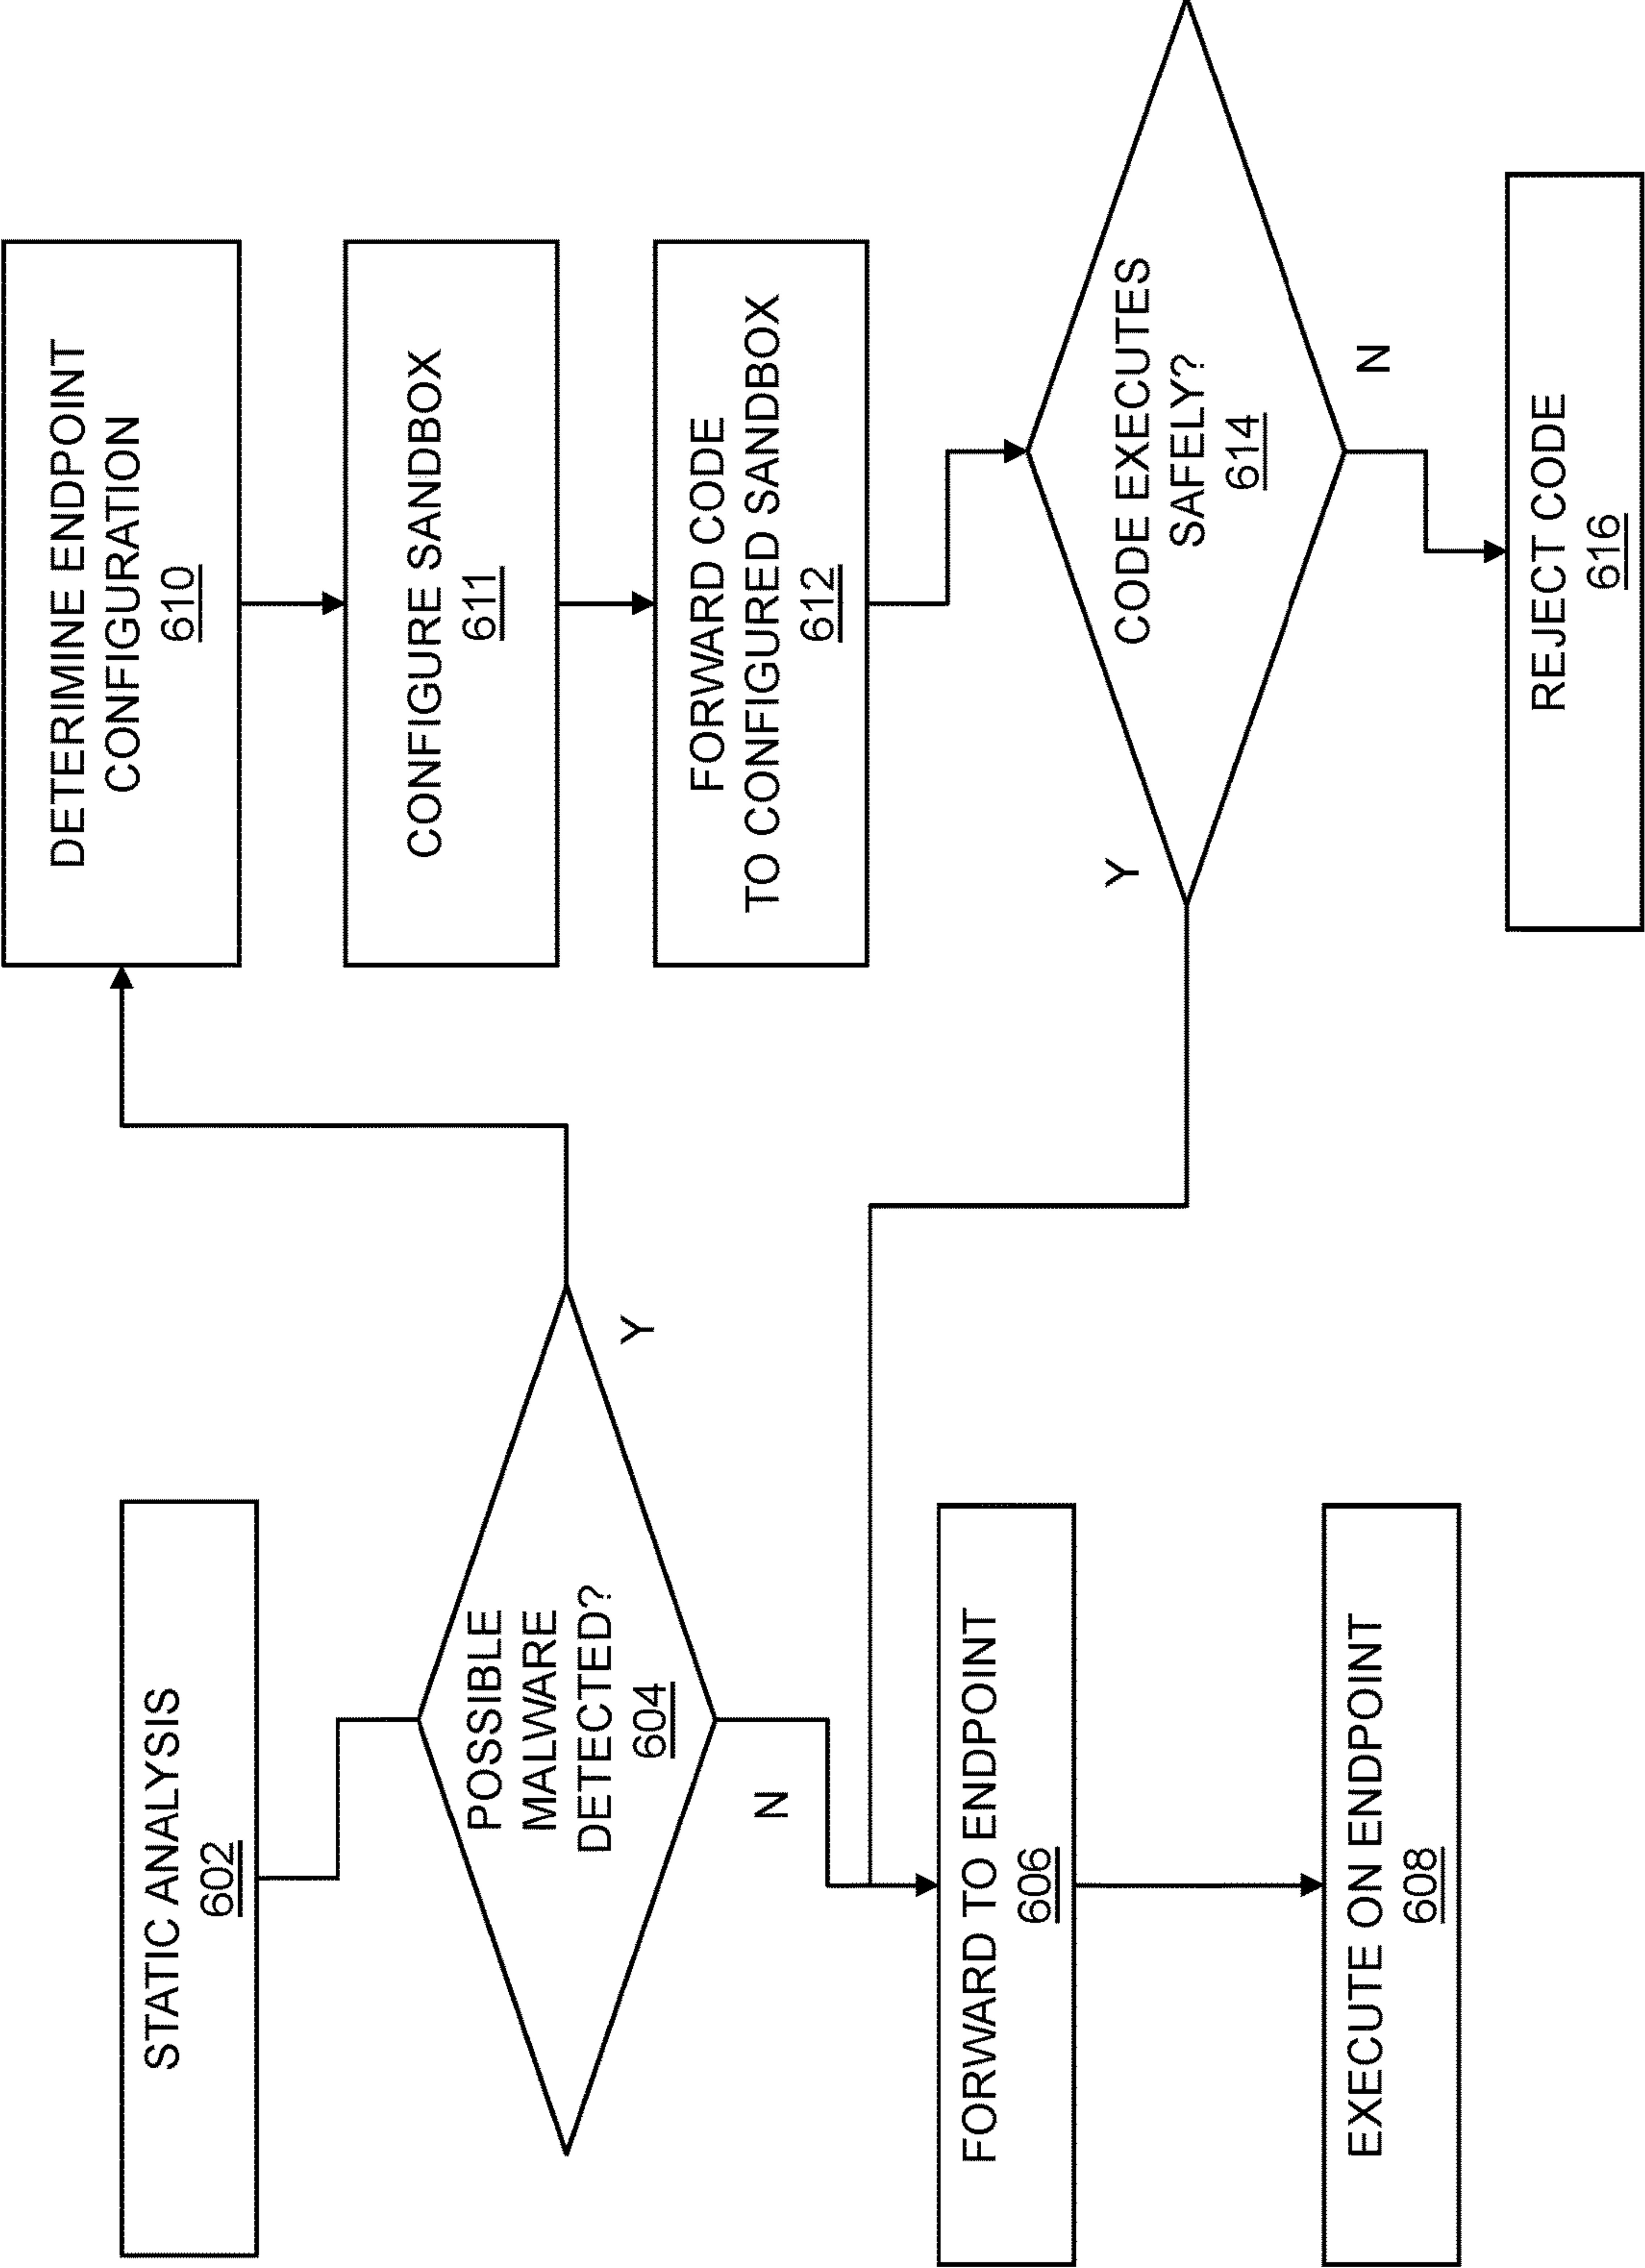 STATIC ANALYSIS
602
POSSIBLE
MALWARE
DETECTED?
604
Y
N
FORWARD TO ENDPOINT
606
EXECUTE ON ENDPOINT
608
DETERIMINE ENDPOINT
CONFIGURATION
610
CONFIGURE SANDBOX
611
FORWARD CODE
TO CONFIGURED SANDBOX
612
CODE EXECUTES
SAFELY?
614
Y
N
REJECT CODE
616